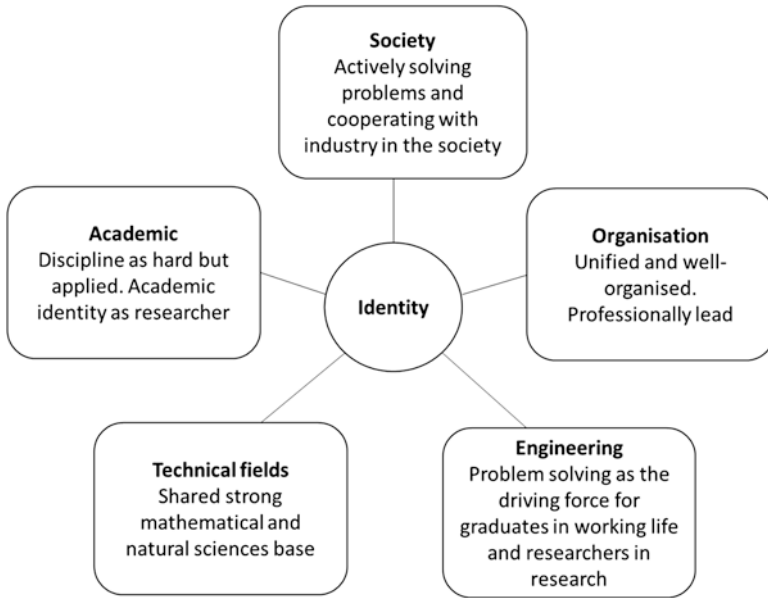 Society
Actively solving
problems and
cooperating with
industry in the society
Academic
Discipline as hard but
applied. Academic
identity as researcher
Organisation
Unified and well-
organised.
Professionally lead
Identity
Technical fields
Shared strong
mathematical and
natural sciences base
Engineering
Problem solving as the
driving force for
graduates in working life
and researchers in
research